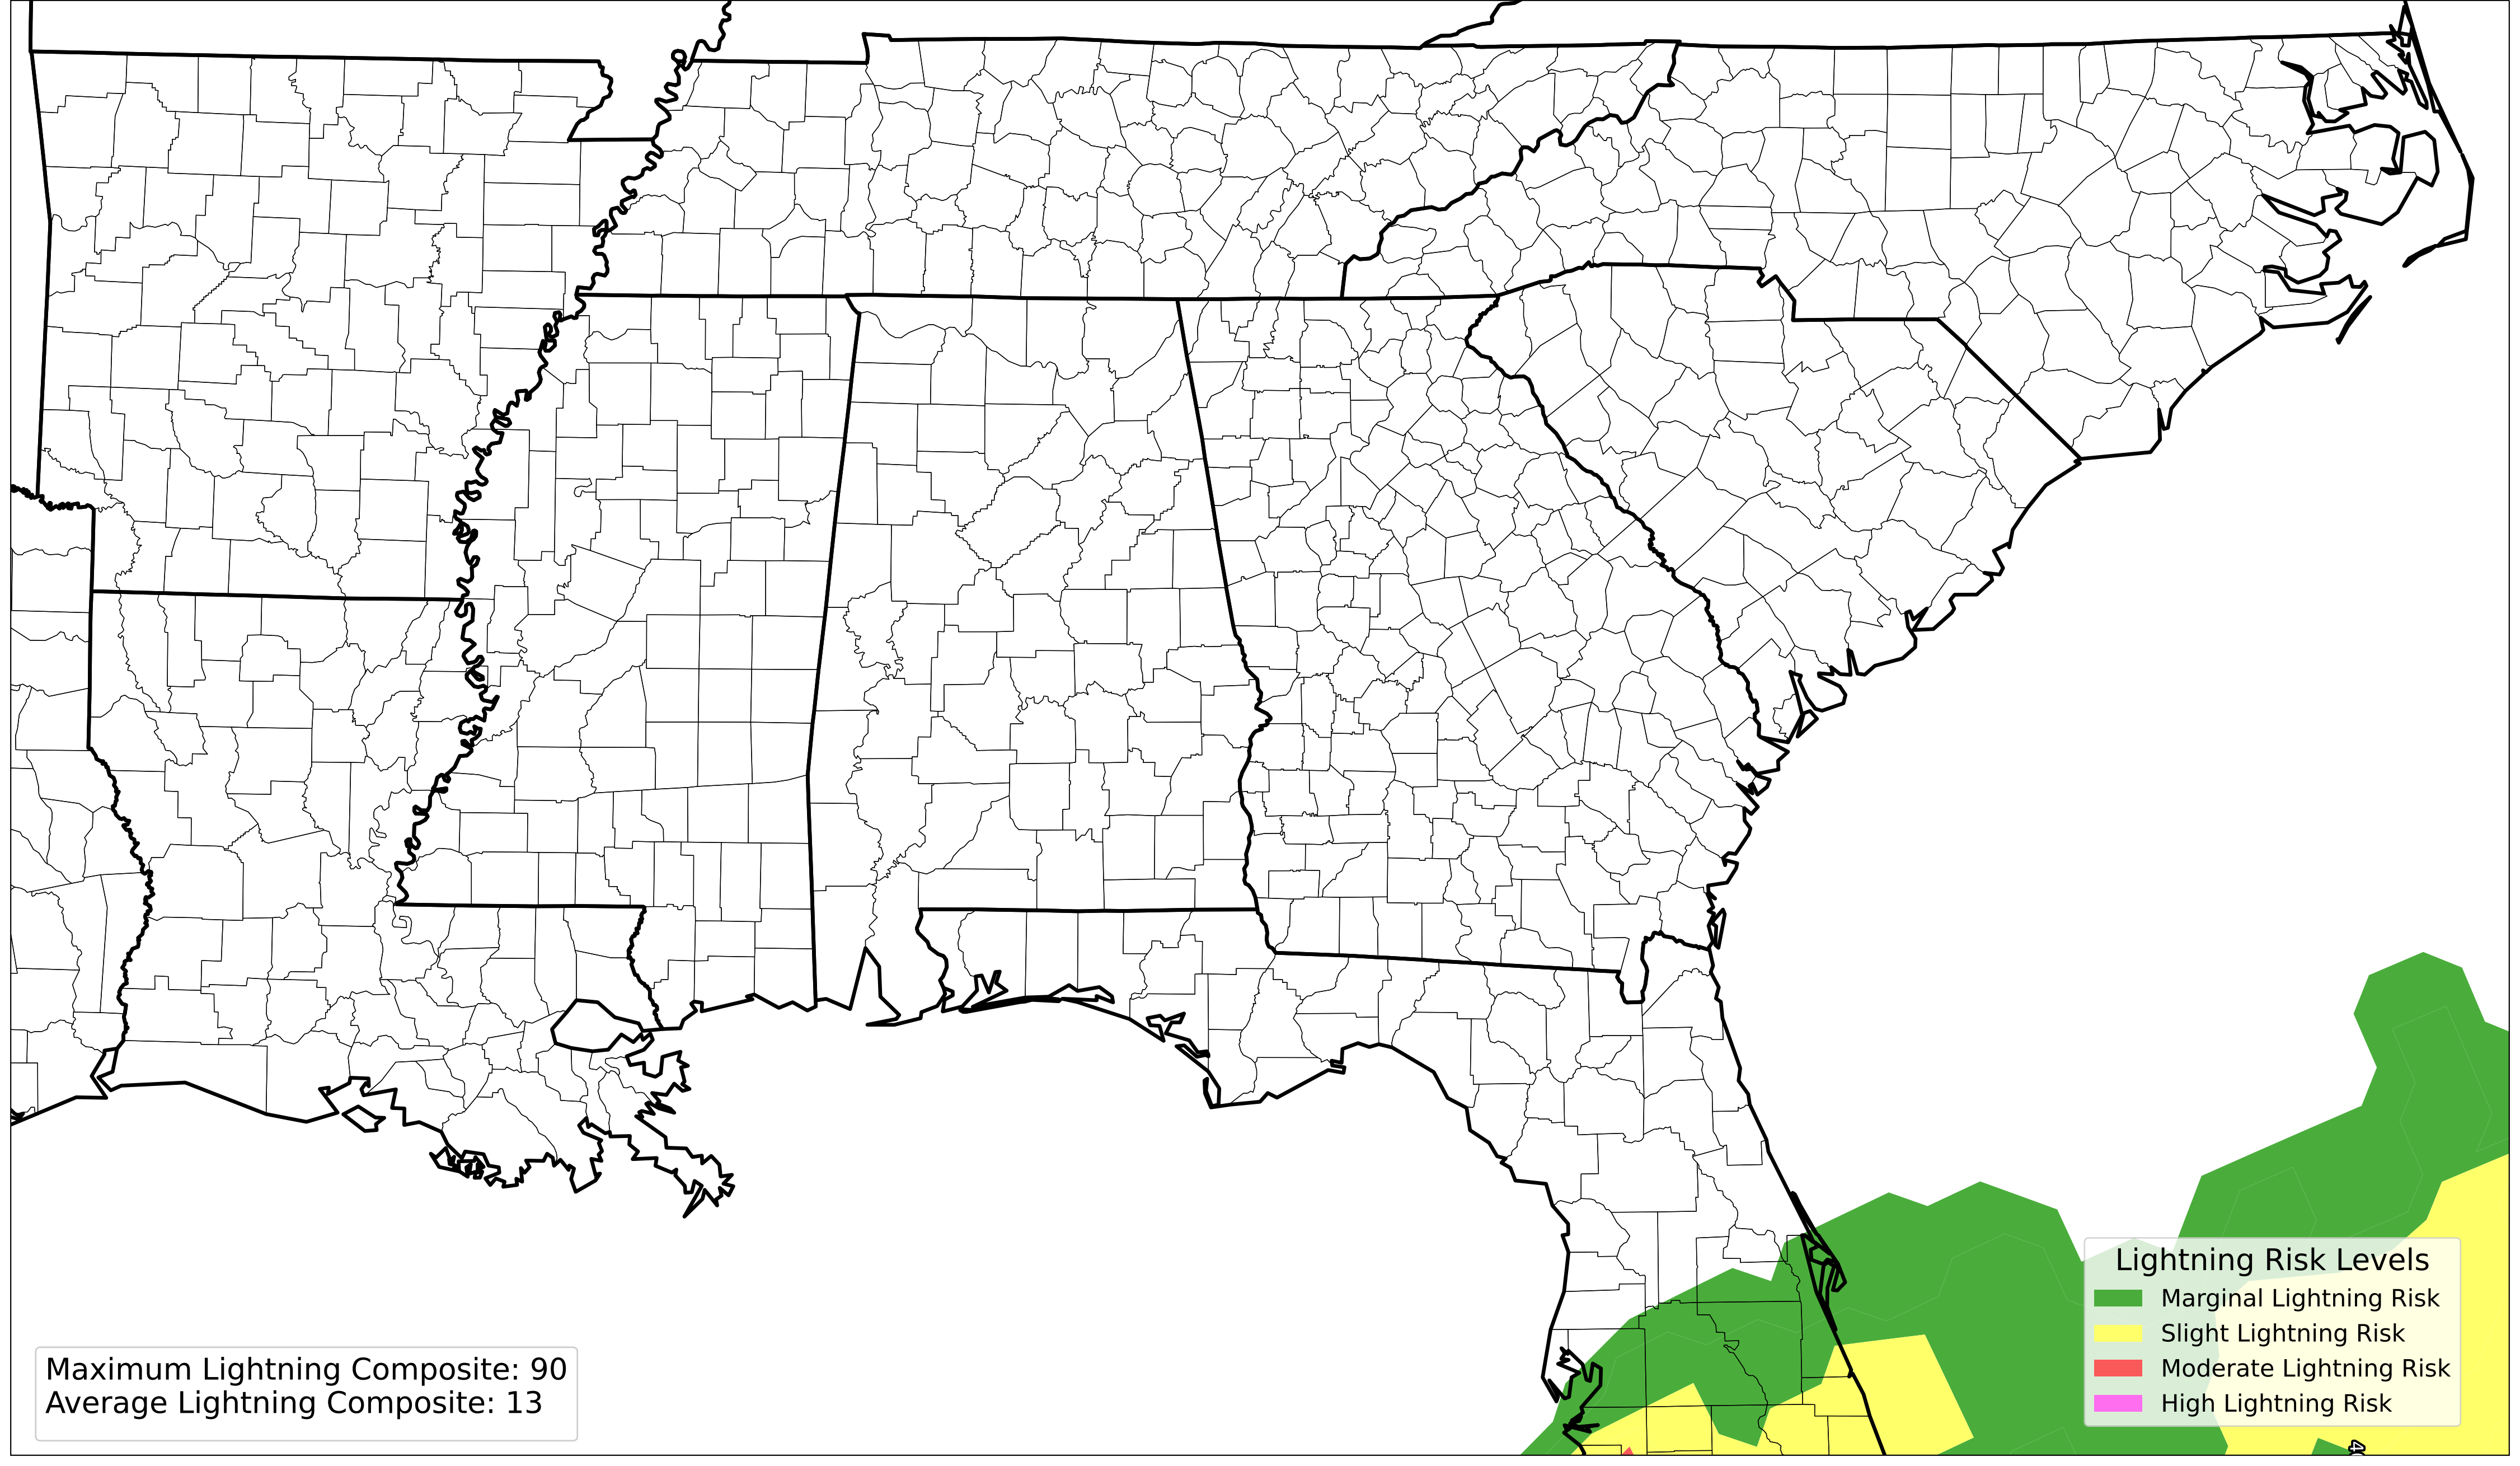 Lightning Risk Levels
Marginal Lightning Risk
Slight Lightning Risk
Moderate Lightning Risk
High Lightning Risk
Maximum Lightning Composite: 90
Average Lightning Composite: 13